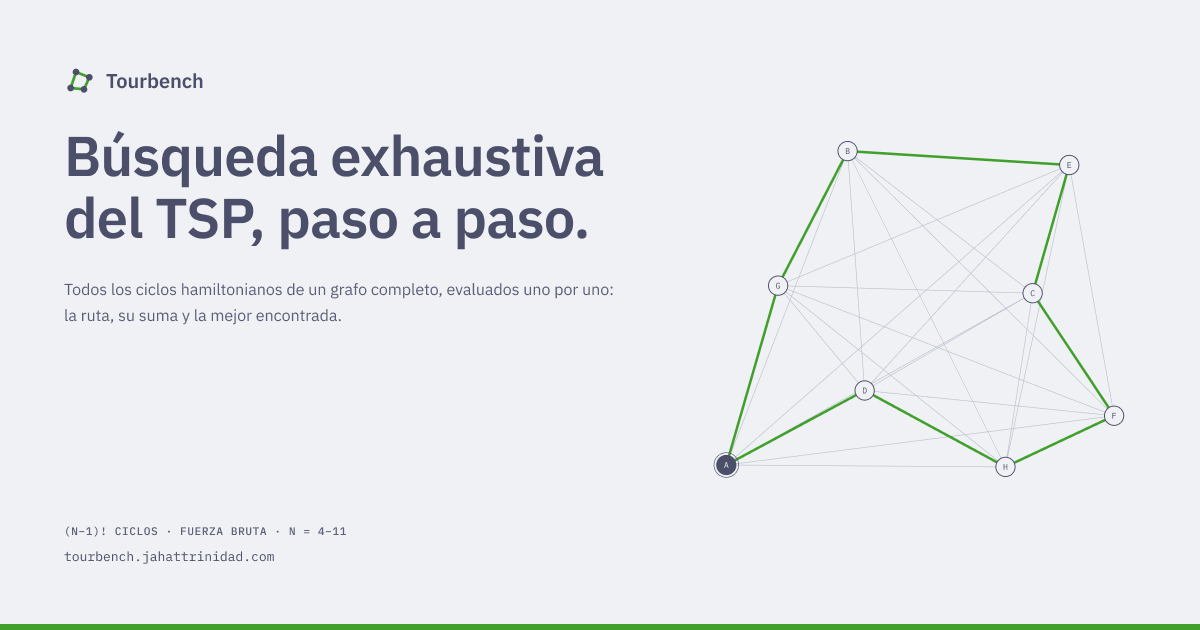 Tourbench
Búsqueda exhaustiva
del TSP, paso a paso.
Todos los ciclos hamiltonianos de un grafo completo, evaluados uno por uno:
la ruta, su suma y la mejor encontrada.
(N−1)! CICLOS · FUERZA BRUTA · N = 4–11
tourbench.jahattrinidad.com
B
E
G
C
D
F
A
H